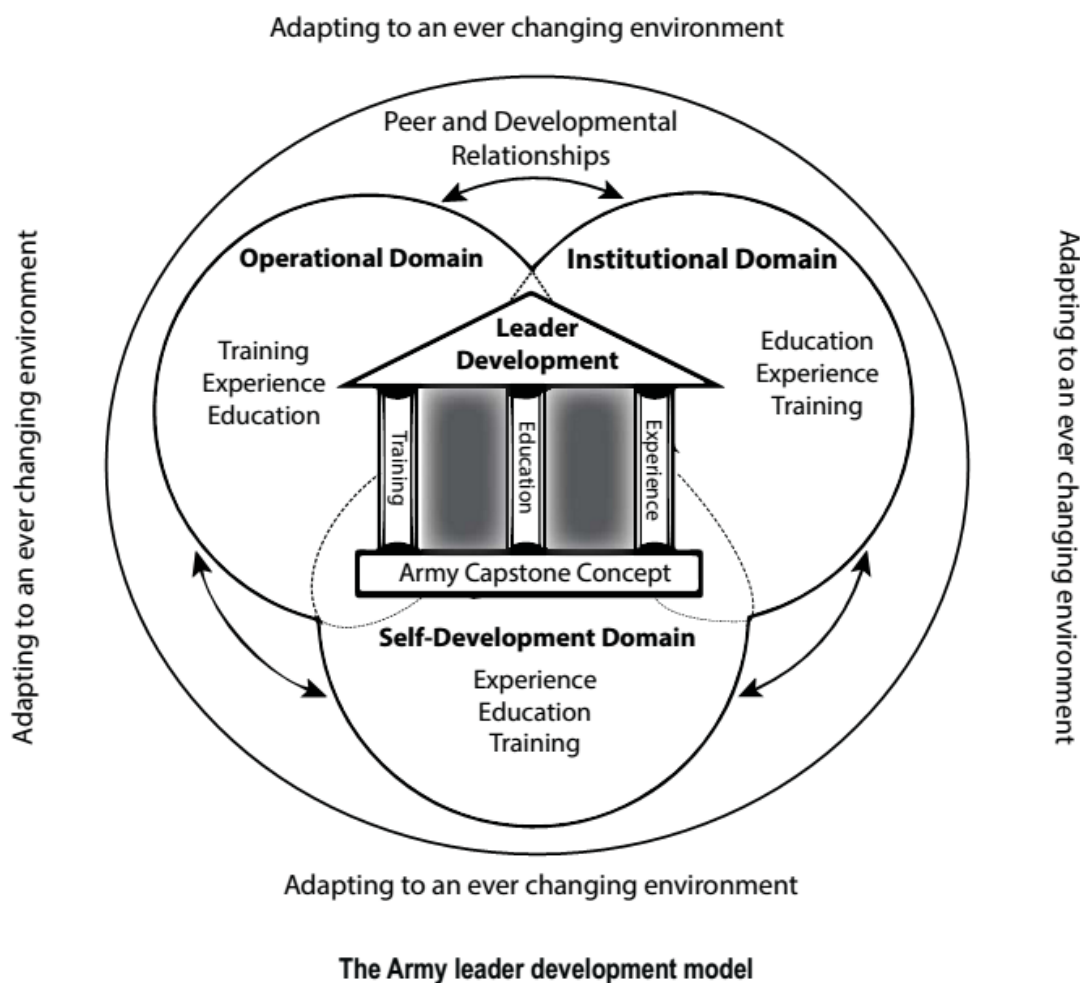 Adapting to an ever changing environment
Peer and Developmental
Relationships
Operational Domain
Institutional Domain
Training
Experience
Education
Leader
Development
Education
Experience
Training
Training
Education
Experience
Army Capstone Concept
Self-Development Domain
Experience
Education
Training
Adapting to an ever changing environment
Adapting to an ever changing environment
Adapting to an ever changing environment
The Army leader development model